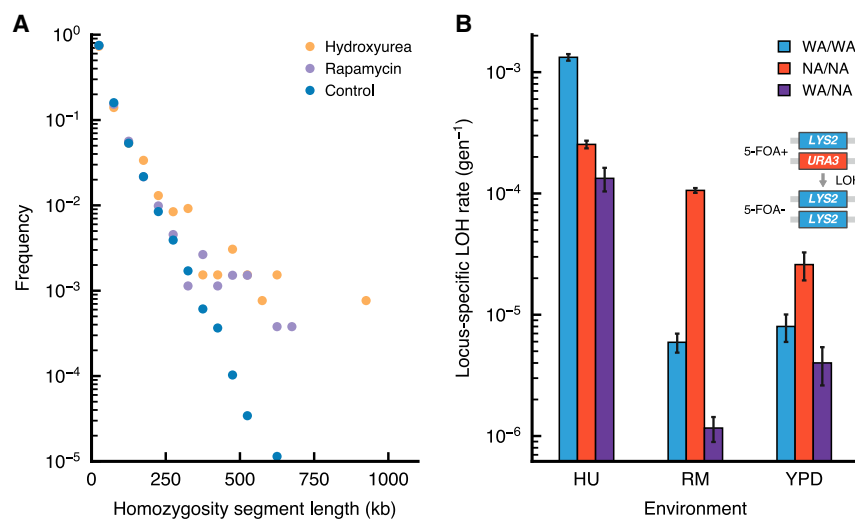 A
10⁰
10⁻¹
10⁻²
10⁻³
10⁻⁴
10⁻⁵
Frequency
0
250
500
750
1000
Homozygosity segment length (kb)
Hydroxyurea
Rapamycin
Control
B
10⁻³
10⁻⁴
10⁻⁵
10⁻⁶
Locus-specific LOH rate (gen⁻¹)
HU
RM
YPD
Environment
WA/WA
NA/NA
WA/NA
LYS2
5-FOA+
URA3
LOH
LYS2
5-FOA-
LYS2